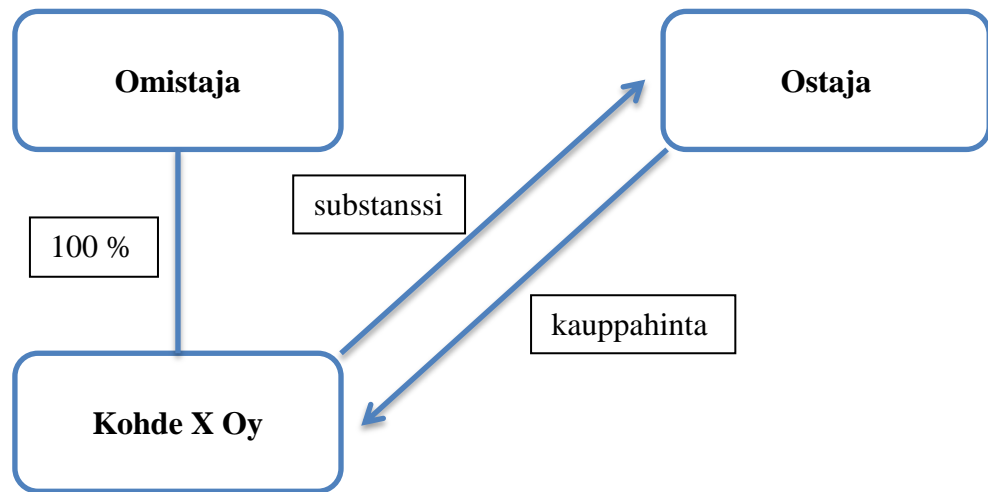 Omistaja
Ostaja
substanssi
100 %
kauppahinta
Kohde X Oy